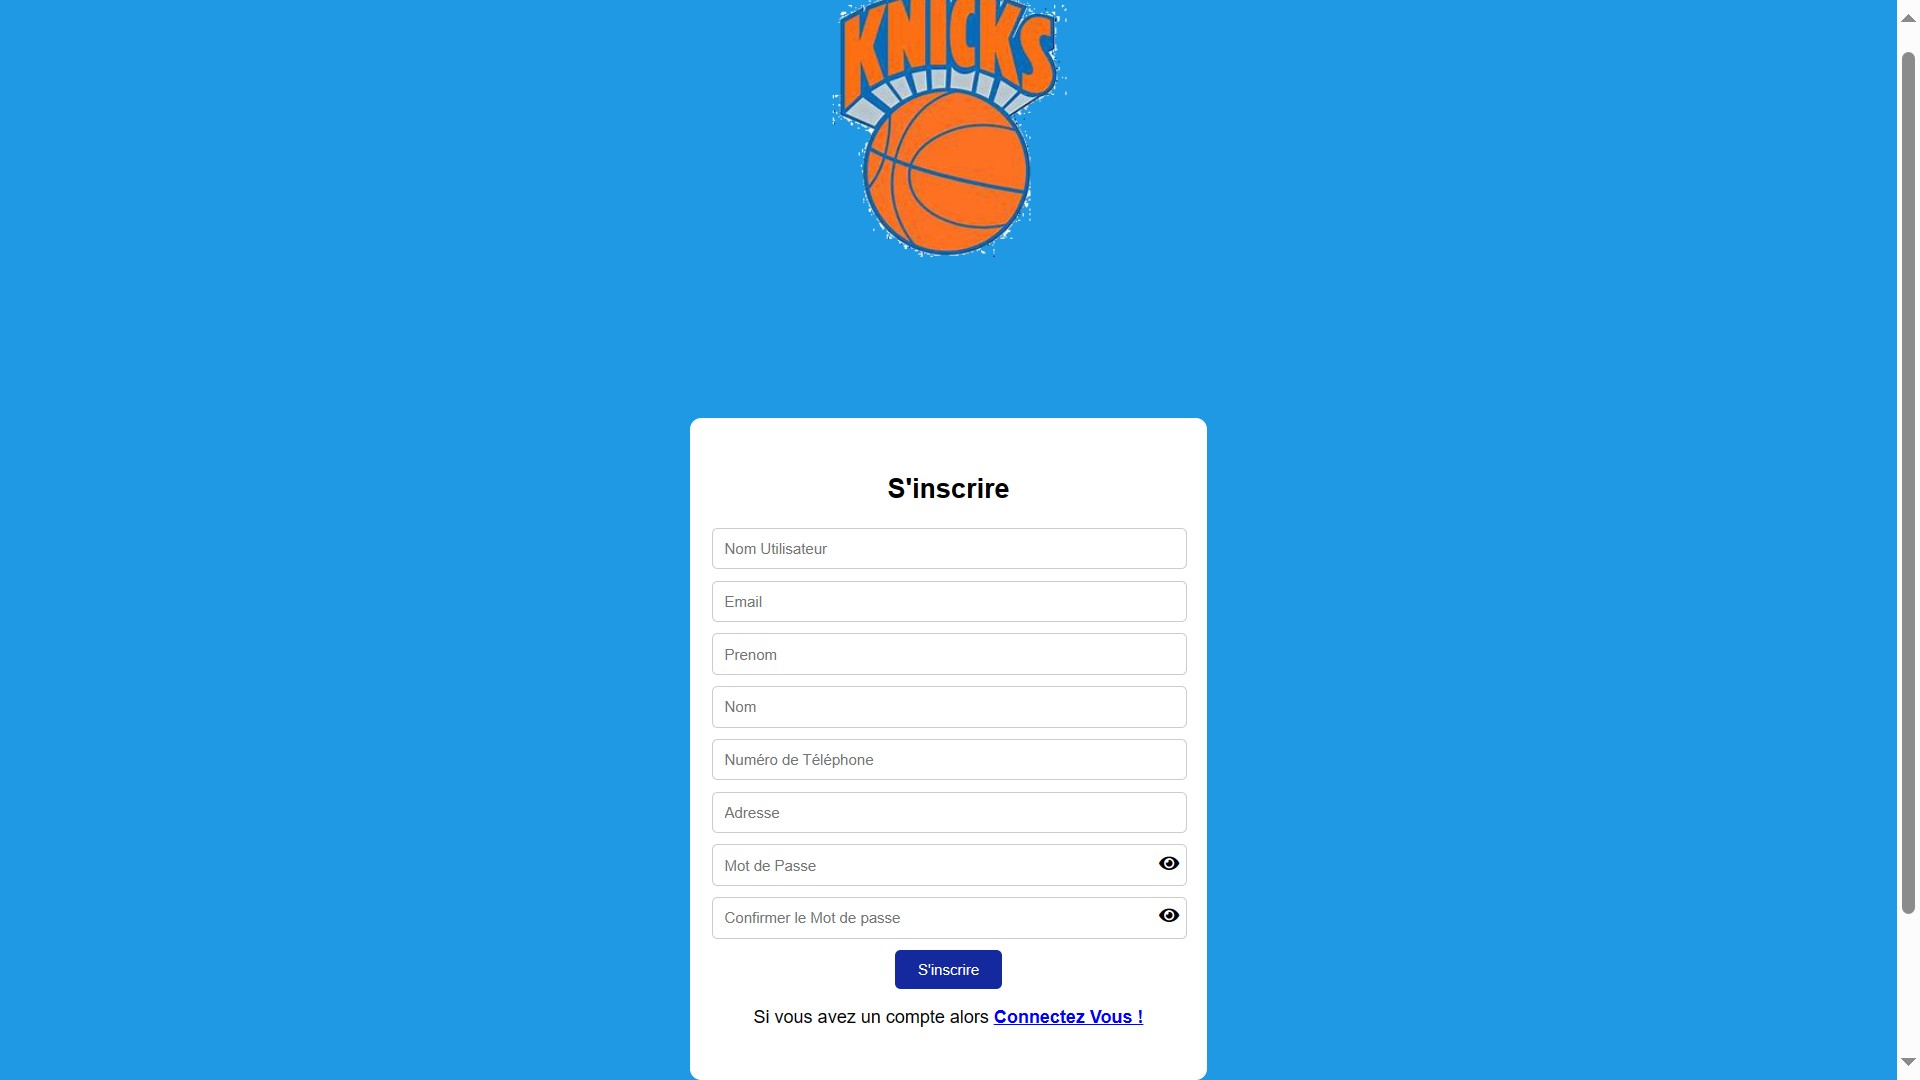 KNICKS
S'inscrire
Nom Utilisateur
Email
Prenom
Nom
Numéro de Téléphone
Adresse
Mot de Passe
Confirmer le Mot de passe
S'inscrire
Si vous avez un compte alors Connectez Vous !